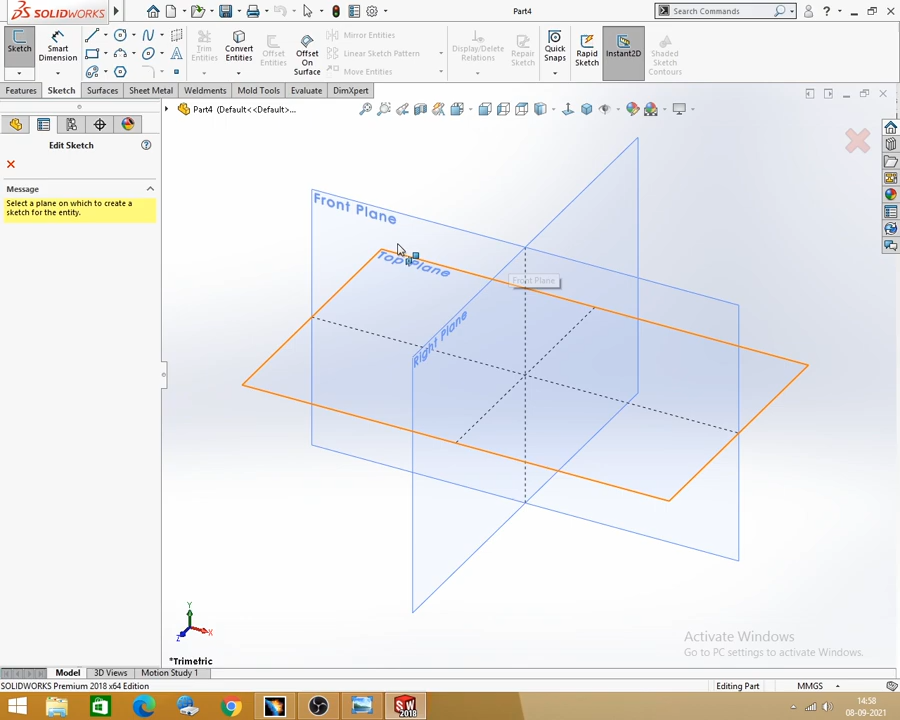 SOLIDWORKS
Part4
Search Commands
?
Sketch
Smart
Dimension
Trim
Entities
Convert
Entities
Offset
Entities
Offset
On
Surface
Mirror Entities
Linear Sketch Pattern
Move Entities
Display/Delete
Relations
Repair
Sketch
Quick
Snaps
Rapid
Sketch
Instant2D
Shaded
Sketch
Contours
Features
Sketch
Surfaces
Sheet Metal
Weldments
Mold Tools
Evaluate
DimXpert
Part4 (Default<<Default>...
Edit Sketch
?
Message
Select a plane on which to create a
sketch for the entity.
Front Plane
Top Plane
Front Plane
Right Plane
Y
X
Z
*Trimetric
Activate Windows
Go to PC settings to activate Windows.
Model
3D Views
Motion Study 1
SOLIDWORKS Premium 2018 x64 Edition
Editing Part
MMGS
SW
2018
14:58
08-09-2021